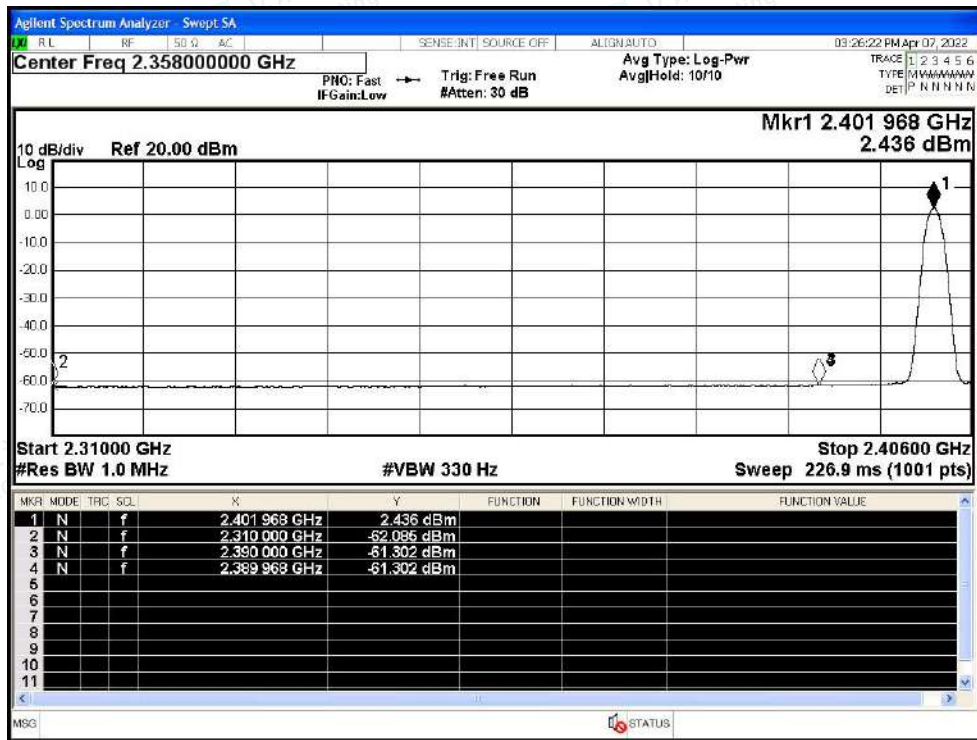 Agilent Spectrum Analyzer - Swept SA
LXI RL RF 50 Ω AC SENSE:INT SOURCE OFF ALIGN AUTO 03:26:22 PM Apr 07, 2022
Center Freq 2.358000000 GHz
PNO: Fast
IFGain:Low
Trig: Free Run
#Atten: 30 dB
Avg Type: Log-Pwr
Avg|Hold: 10/10
TRACE 1 2 3 4 5 6
TYPE MWWWWW
DET P N N N N N
Mkr1 2.401 968 GHz
2.436 dBm
10 dB/div Ref 20.00 dBm
Log
10.0
0.00
-10.0
-20.0
-30.0
-40.0
-50.0
-60.0
-70.0
1
2
3
Start 2.31000 GHz Stop 2.40600 GHz
#Res BW 1.0 MHz #VBW 330 Hz Sweep 226.9 ms (1001 pts)
MKR MODE TRC SCL X Y FUNCTION FUNCTION WIDTH FUNCTION VALUE
1 N f 2.401 968 GHz 2.436 dBm
2 N f 2.310 000 GHz -62.085 dBm
3 N f 2.390 000 GHz -61.302 dBm
4 N f 2.389 968 GHz -61.302 dBm
5
6
7
8
9
10
11
MSG STATUS